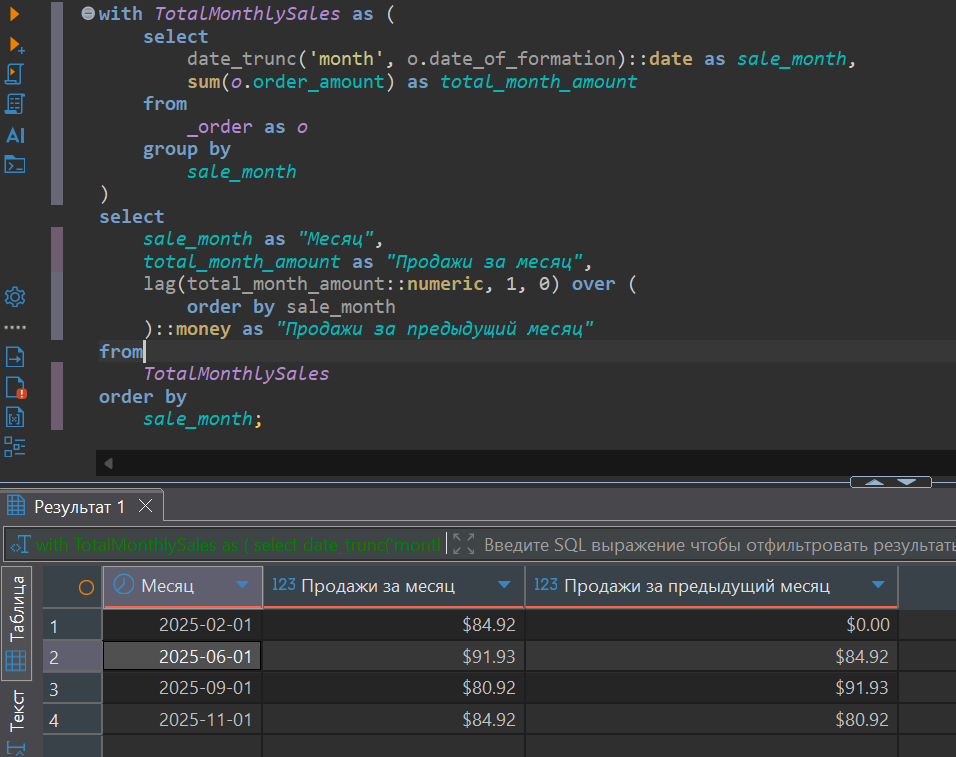 with TotalMonthlySales as (
select
date_trunc('month', o.date_of_formation)::date as sale_month,
sum(o.order_amount) as total_month_amount
from
_order as o
group by
sale_month
)
select
sale_month as "Месяц",
total_month_amount as "Продажи за месяц",
lag(total_month_amount::numeric, 1, 0) over (
order by sale_month
)::money as "Продажи за предыдущий месяц"
from
TotalMonthlySales
order by
sale_month;
AI
Результат 1
with TotalMonthlySales as ( select date_trunc('month Введите SQL выражение чтобы отфильтровать результаты
Таблица
Текст
Месяц 123 Продажи за месяц 123 Продажи за предыдущий месяц
1 2025-02-01 $84.92 $0.00
2 2025-06-01 $91.93 $84.92
3 2025-09-01 $80.92 $91.93
4 2025-11-01 $84.92 $80.92